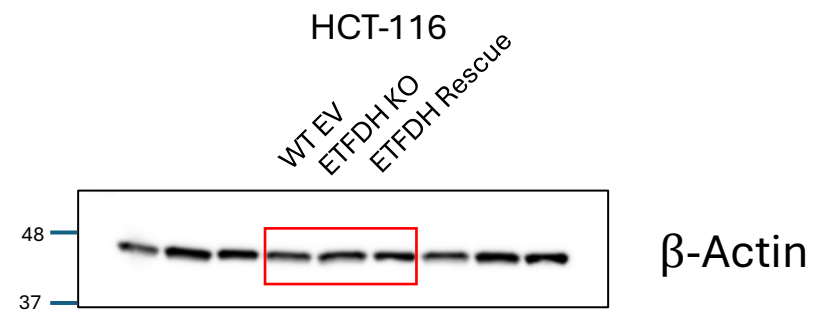 HCT-116
WT EV
ETFDH KO
ETFDH Rescue
48
37
β-Actin